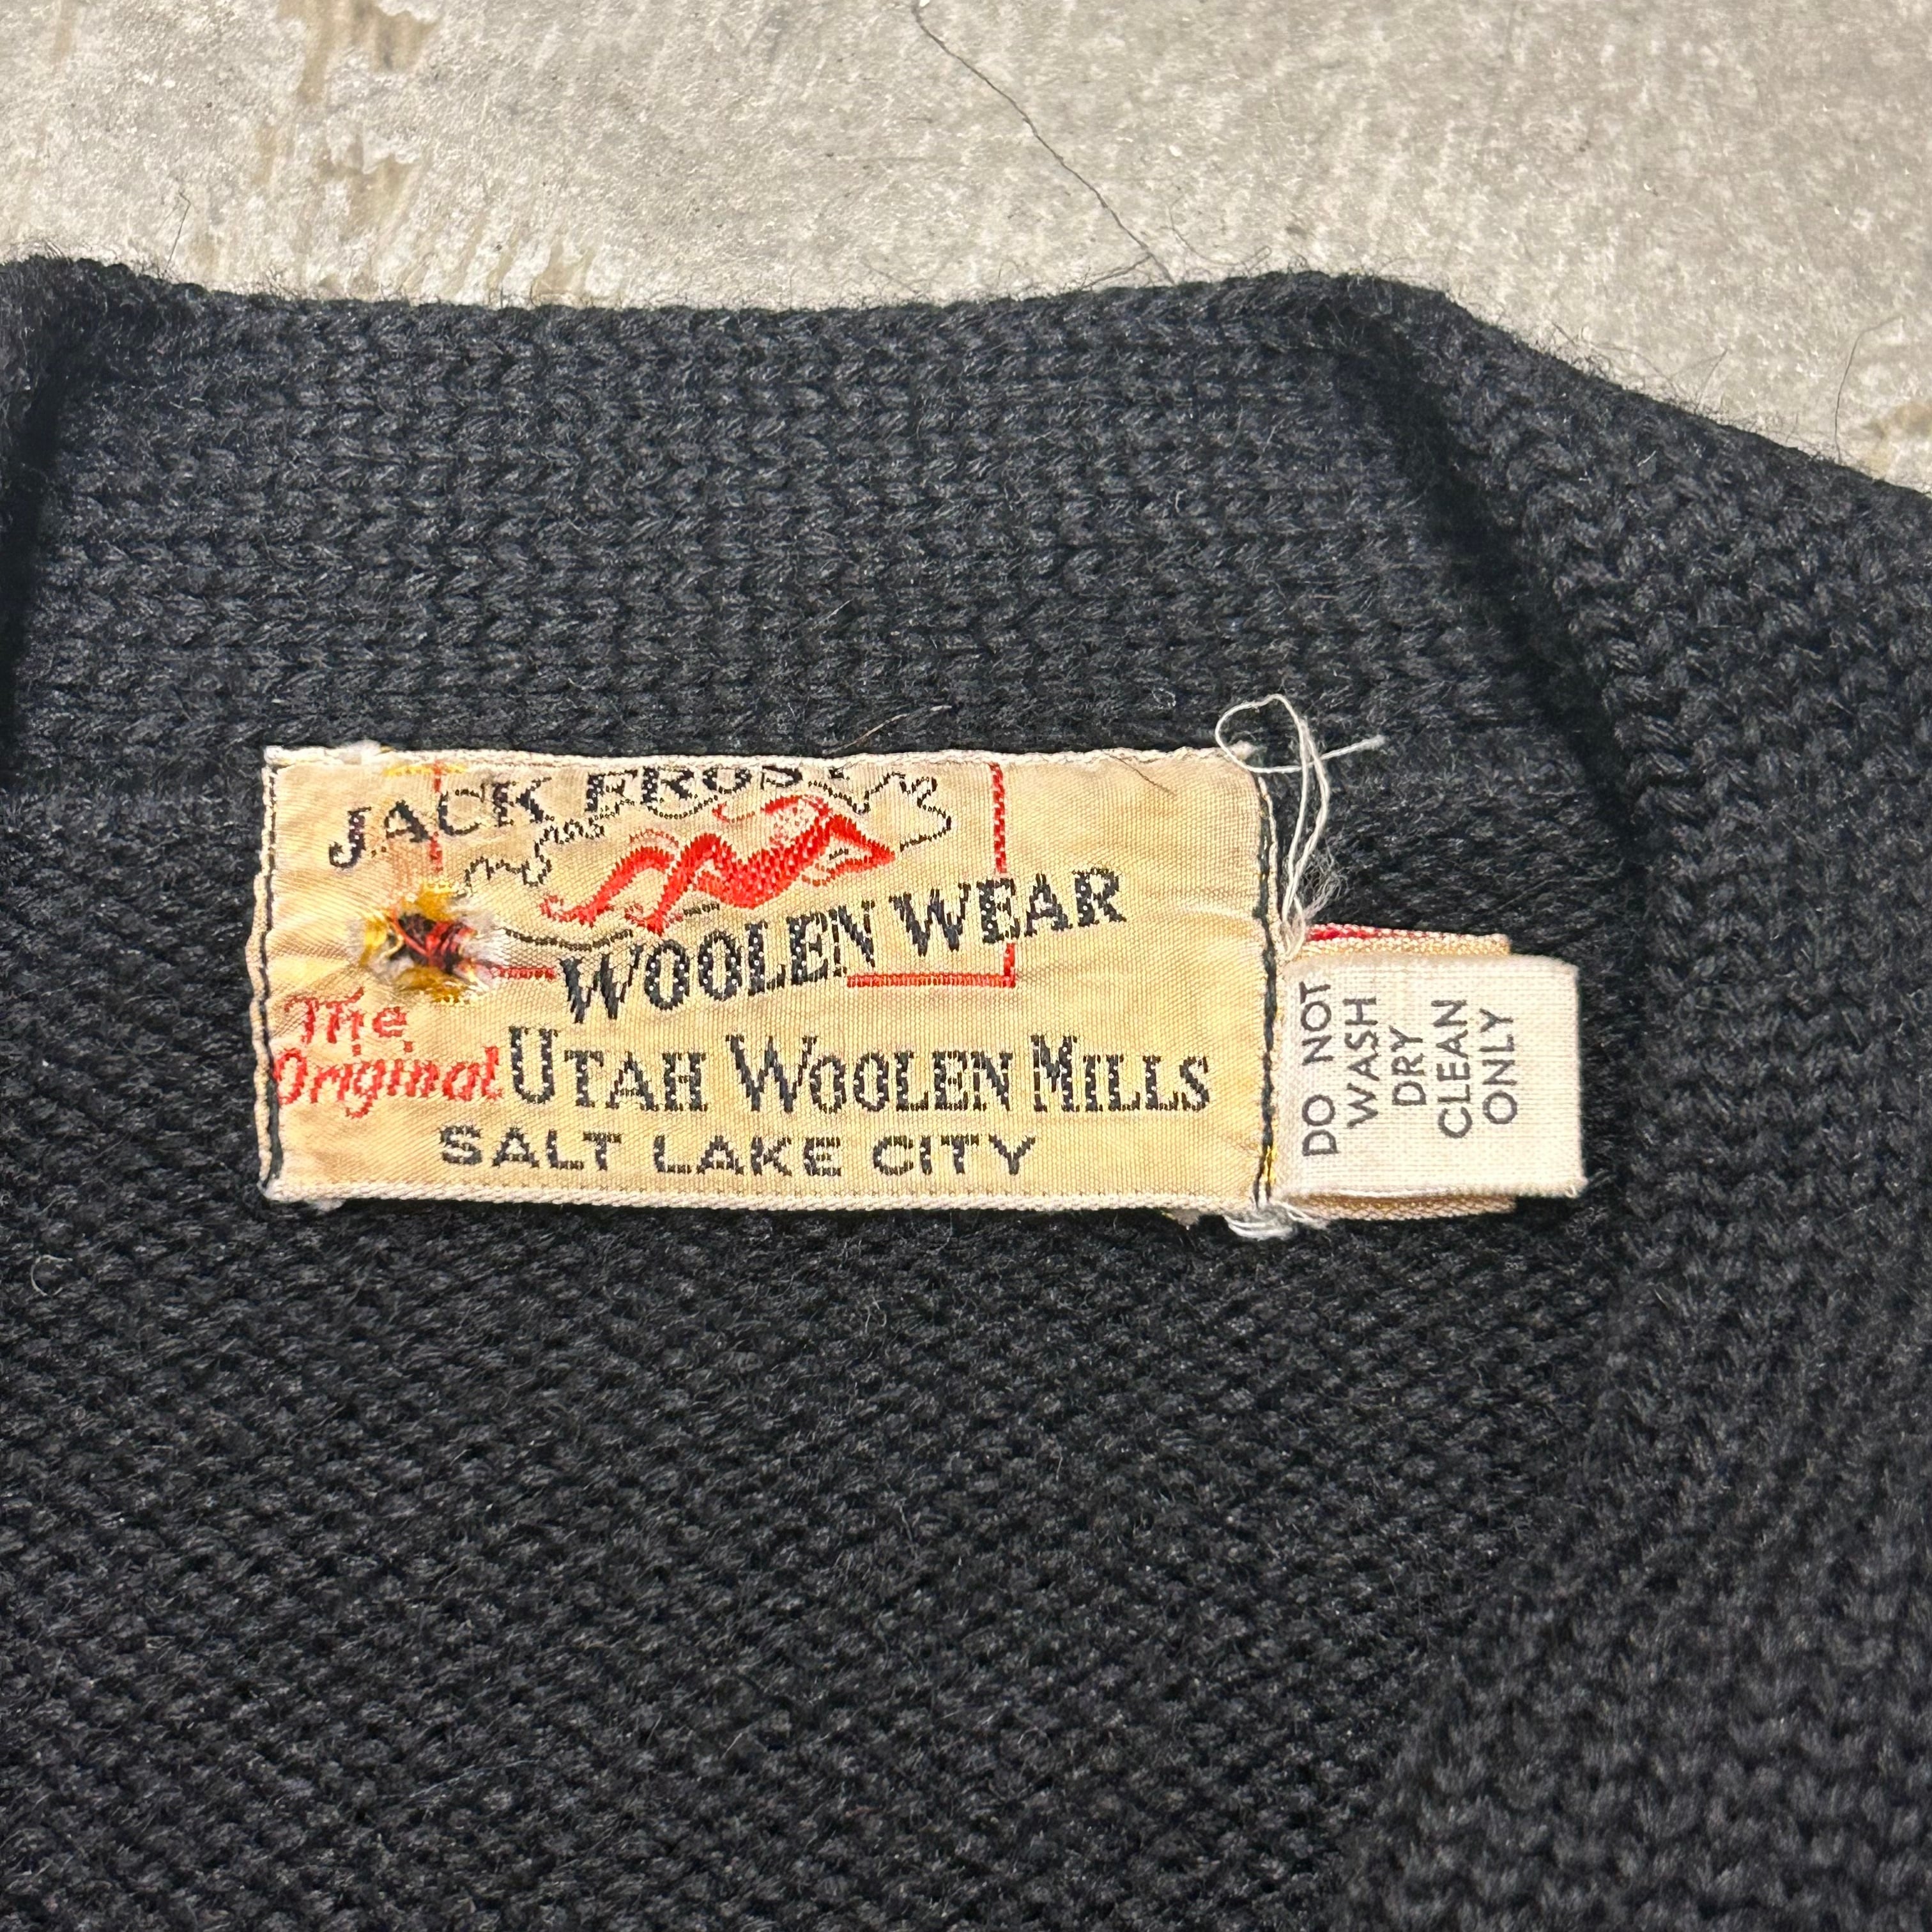 JACK FROST
WOOLEN WEAR
The
Original UTAH WOOLEN MILLS
SALT LAKE CITY
DO NOT
WASH
DRY
CLEAN
ONLY